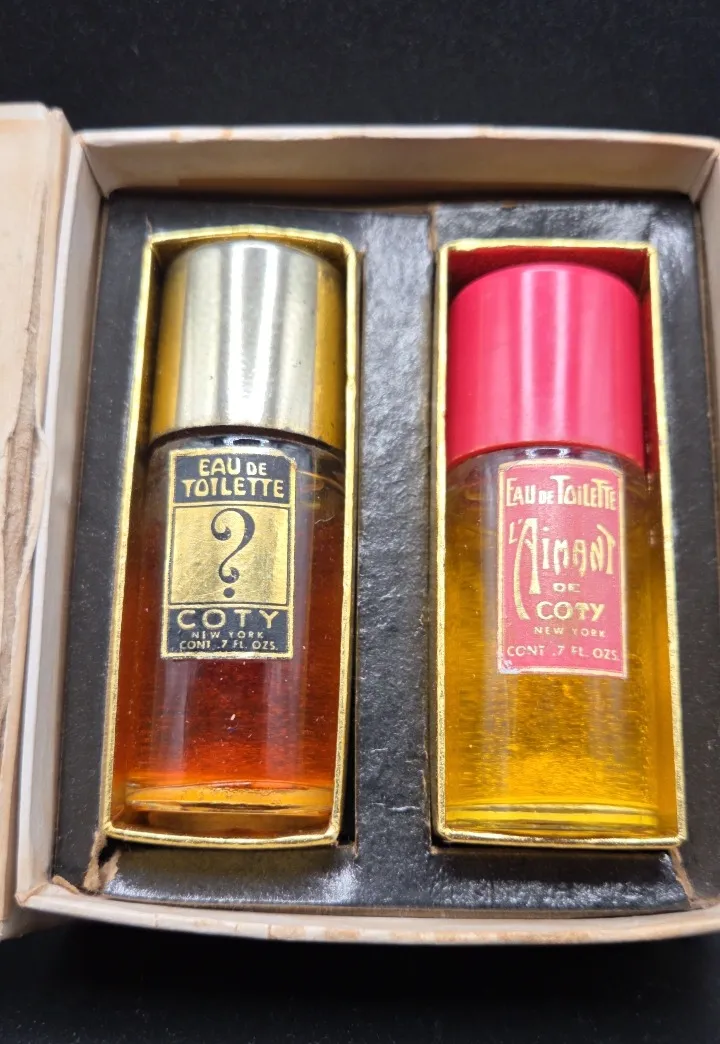 EAU DE
TOILETTE
?
COTY
NEW YORK
CONT .7 FL. OZS.
EAU DE TOILETTE
L'AIMANT
DE
COTY
NEW YORK
CONT .7 FL. OZS.